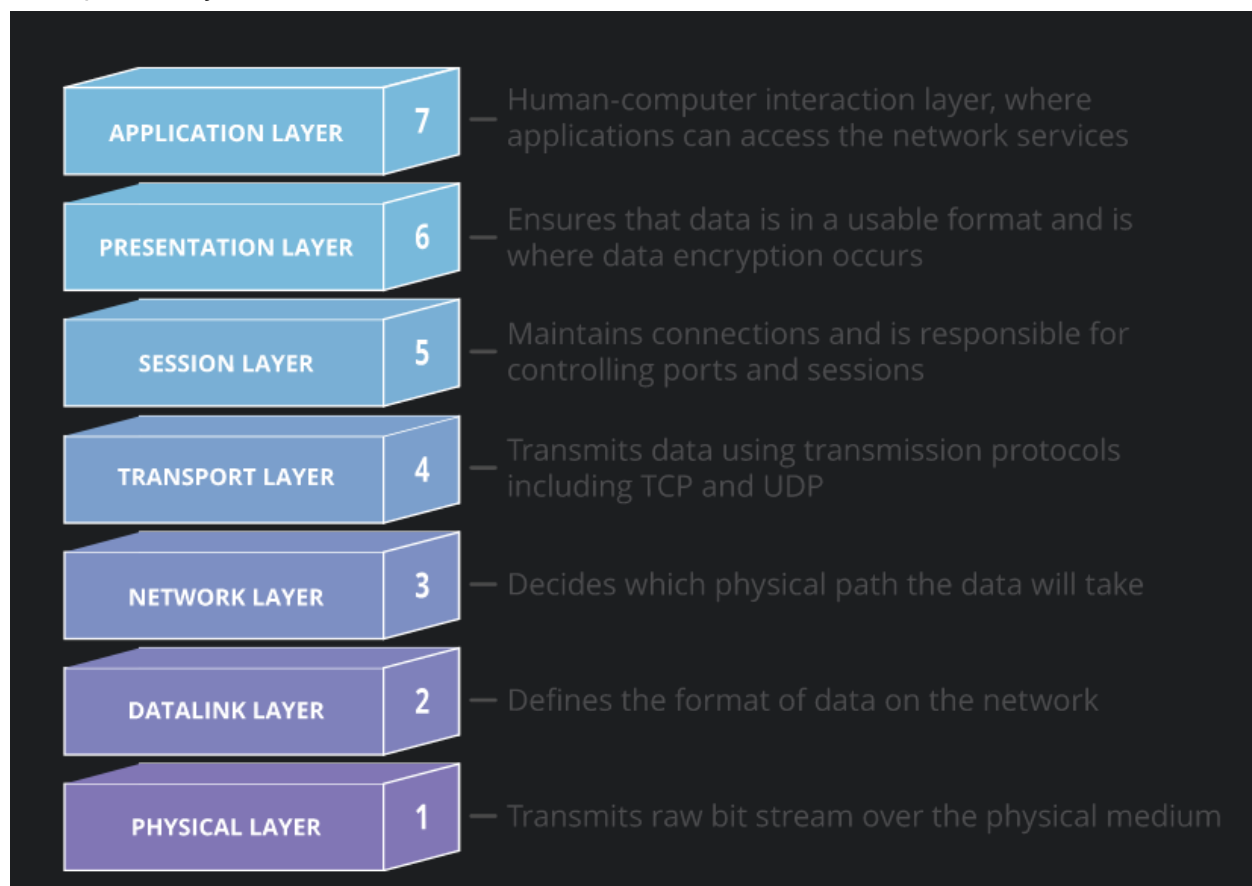 APPLICATION LAYER 7
Human-computer interaction layer, where
applications can access the network services
PRESENTATION LAYER 6
Ensures that data is in a usable format and is
where data encryption occurs
SESSION LAYER 5
Maintains connections and is responsible for
controlling ports and sessions
TRANSPORT LAYER 4
Transmits data using transmission protocols
including TCP and UDP
NETWORK LAYER 3
Decides which physical path the data will take
DATALINK LAYER 2
Defines the format of data on the network
PHYSICAL LAYER 1
Transmits raw bit stream over the physical medium